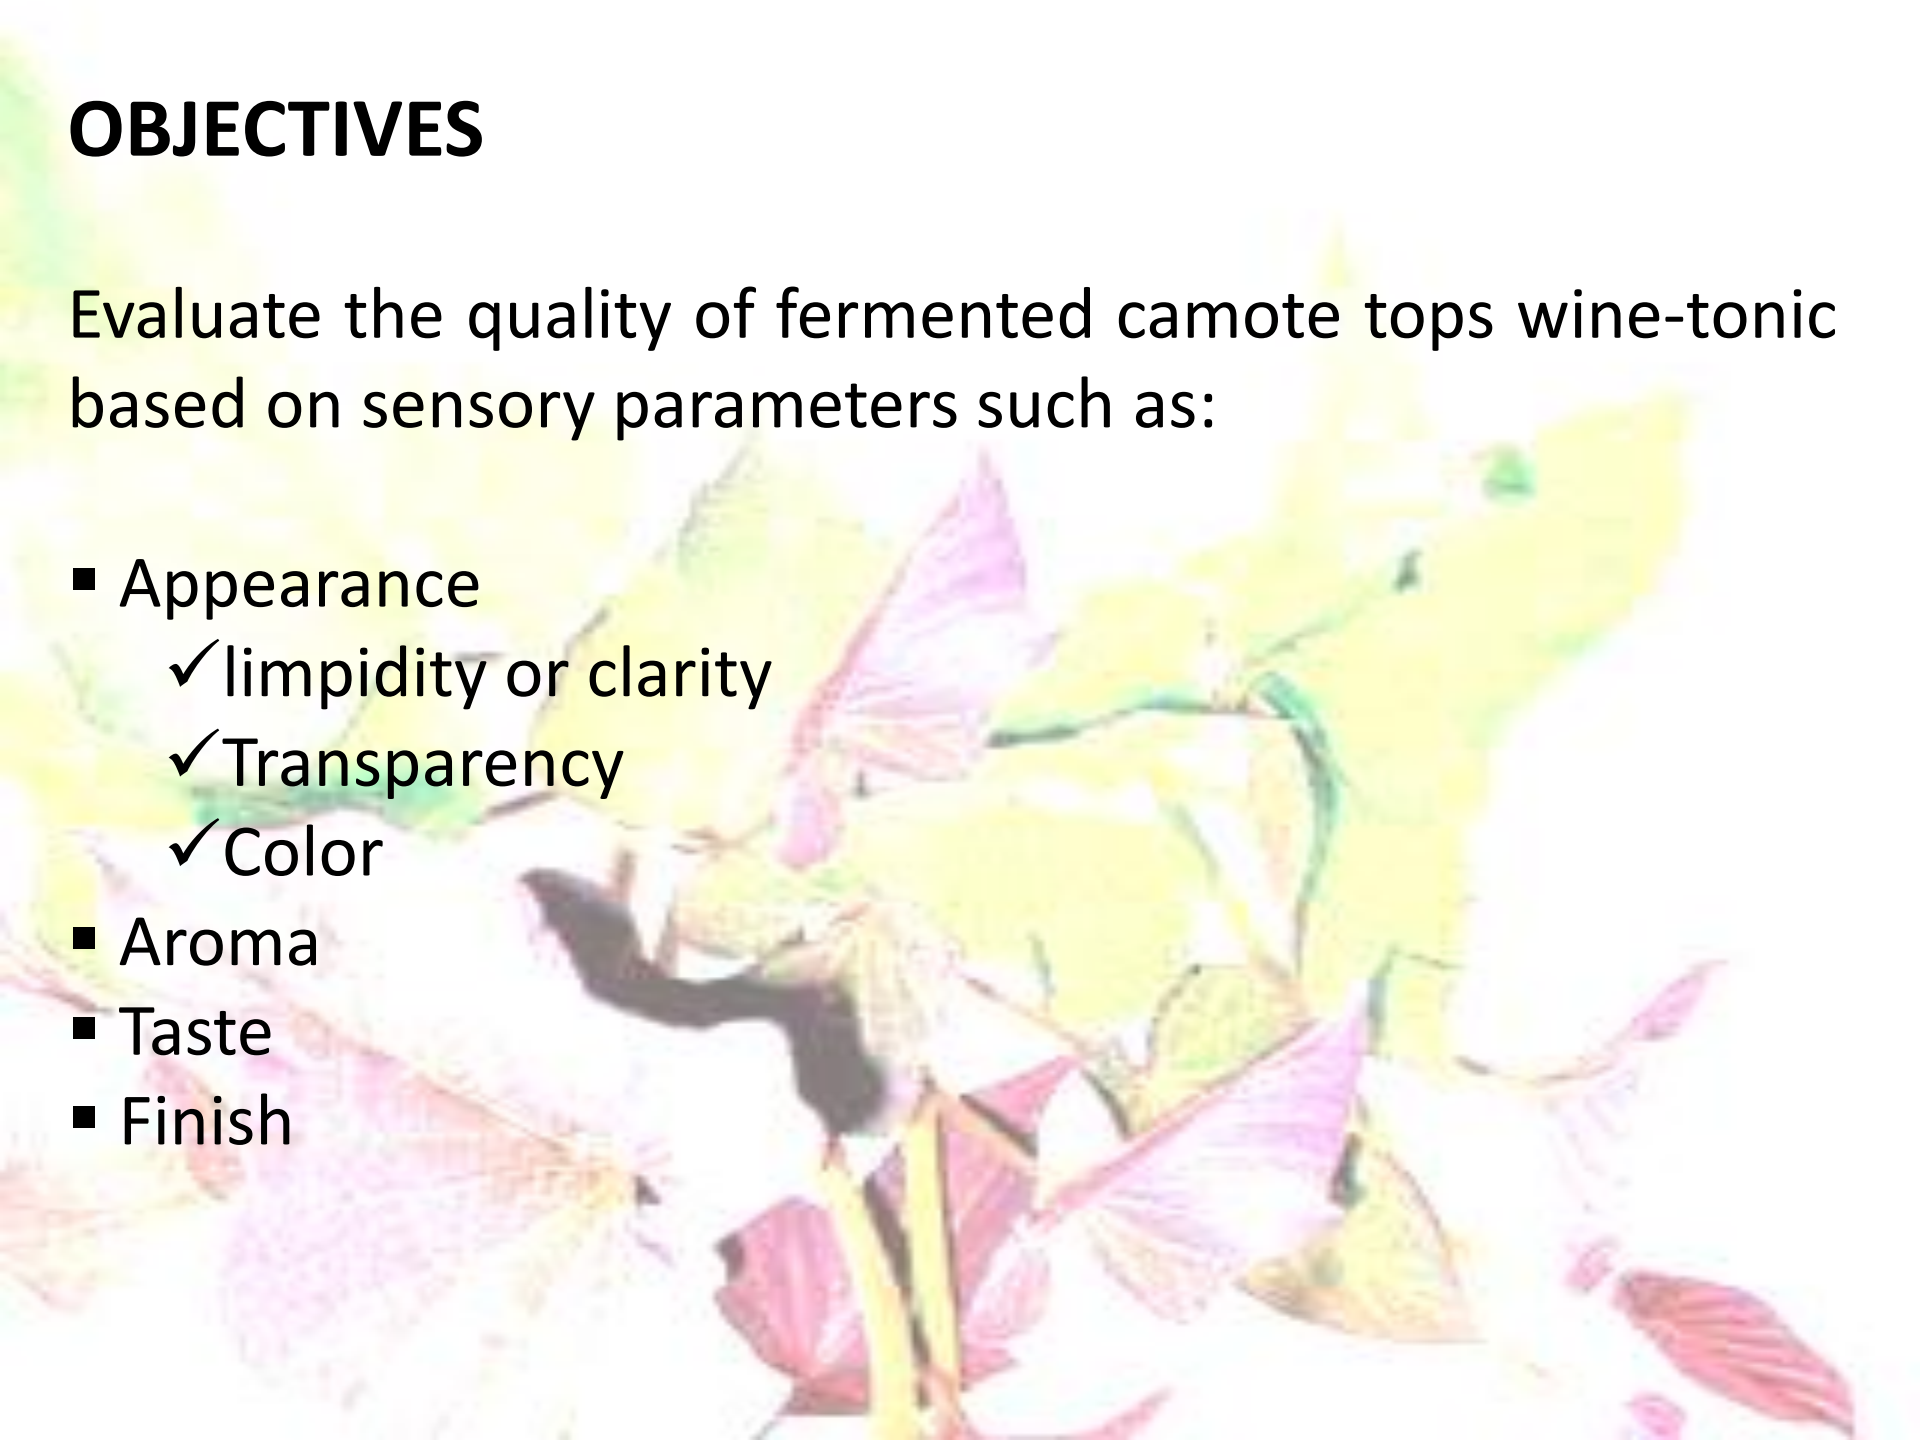 OBJECTIVES
Evaluate the quality of fermented camote tops wine-tonic
based on sensory parameters such as:
▪ Appearance
✓limpidity or clarity
✓Transparency
✓Color
▪ Aroma
▪ Taste
▪ Finish